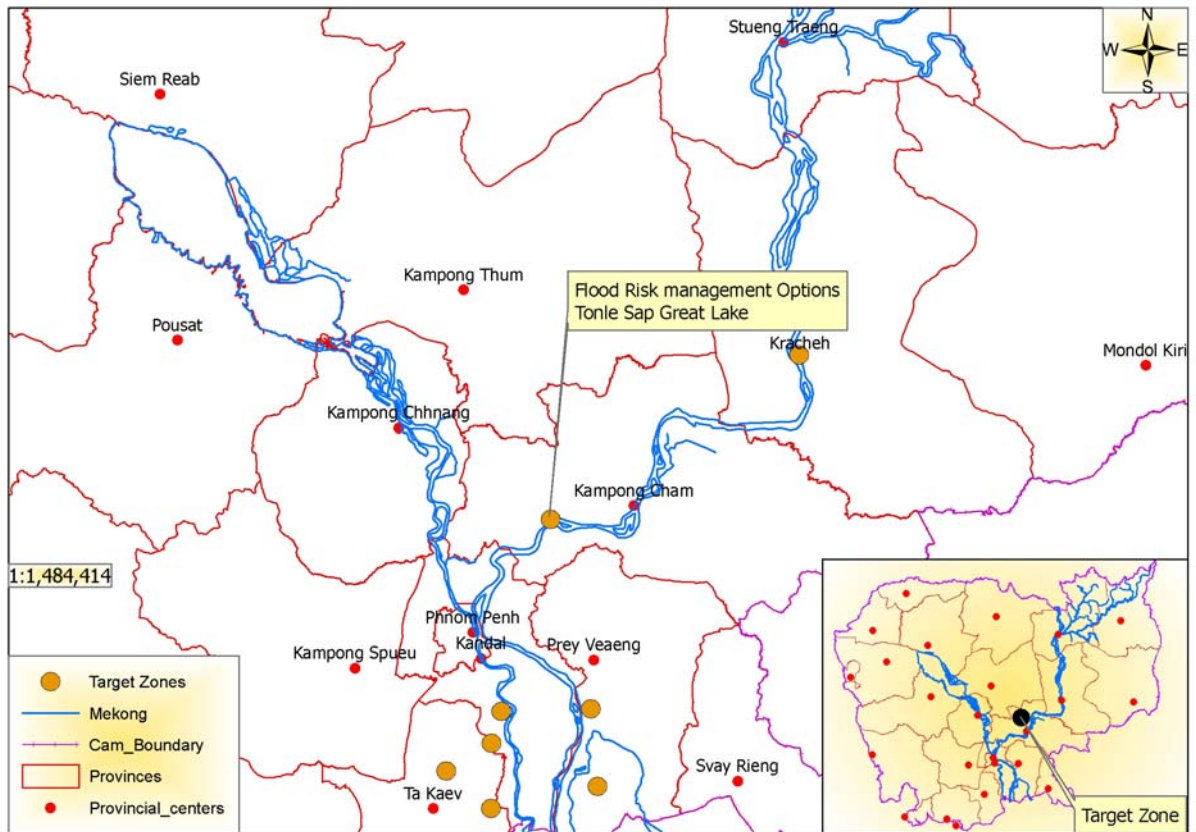 Stueng Traeng
N
W E
S
Siem Reab
Kampong Thum
Flood Risk management Options
Tonle Sap Great Lake
Pousat
Kracheh
Mondol Kiri
Kampong Chhnang
Kampong Cham
1:1,484,414
Phnom Penh
Kandal
Prey Veaeng
Kampong Spueu
Target Zones
Mekong
Cam_Boundary
Provinces
Provincial_centers
Ta Kaev
Svay Rieng
Target Zone